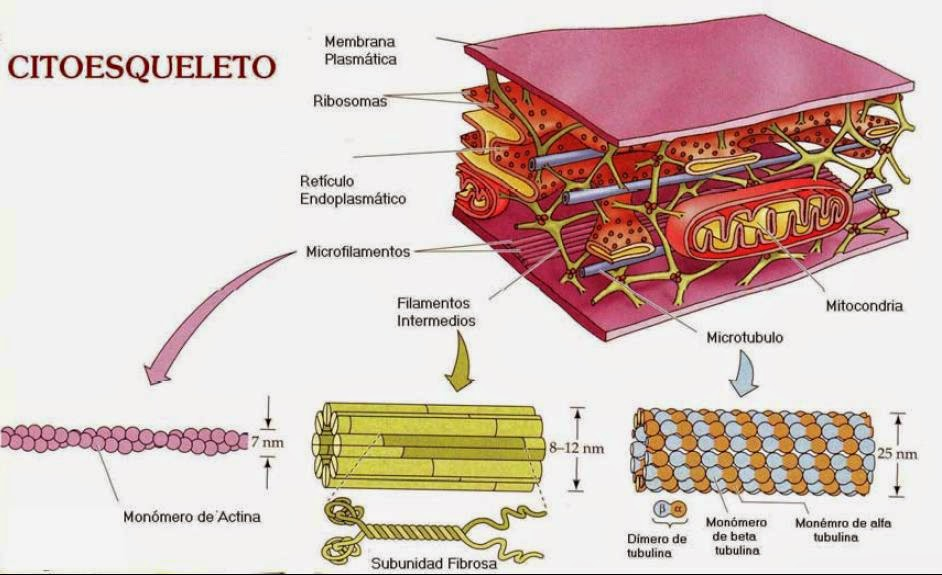 CITOESQUELETO
Membrana
Plasmática
Ribosomas
Retículo
Endoplasmático
Microfilamentos
Filamentos
Intermedios
Mitocondria
Microtubulo
7 nm
8–12 nm
25 nm
Monómero de Actina
Subunidad Fibrosa
β α
Dímero de
tubulina
Monómero
de beta
tubulina
Monémro de alfa
tubulina